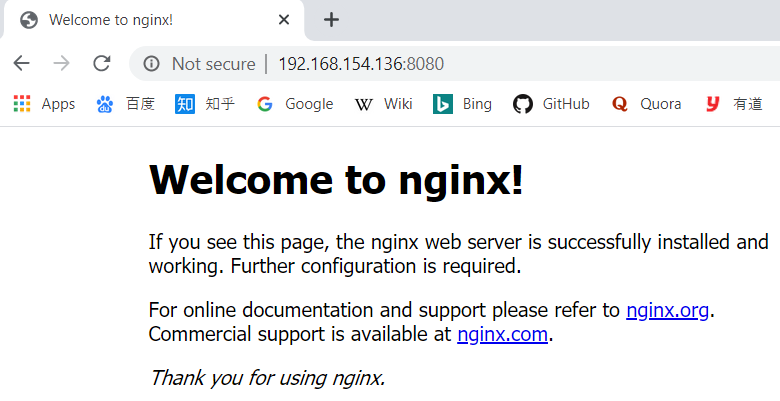 Welcome to nginx!
Not secure | 192.168.154.136:8080
Apps 百度 知 知乎 G Google W Wiki Bing GitHub Q Quora y 有道
Welcome to nginx!
If you see this page, the nginx web server is successfully installed and
working. Further configuration is required.
For online documentation and support please refer to nginx.org.
Commercial support is available at nginx.com.
Thank you for using nginx.